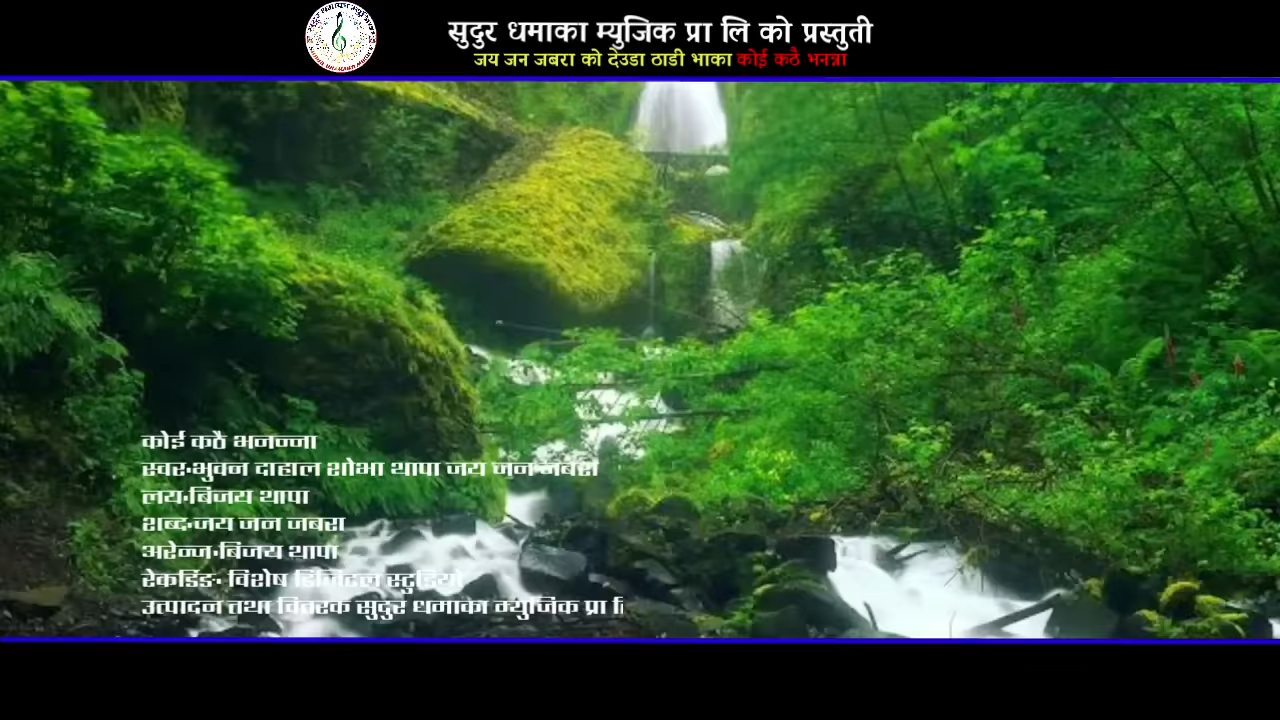 सुदुर धमाका म्युजिक प्रा लि को प्रस्तुती
जय जन जबरा को देउडा ठाडी भाका कोई कठै भनन्ना
कोई कठै भनन्ना
स्वर.भुवन दाहाल शोभा थापा जय जन जबरा
लय.बिजय थापा
शब्द.जय जन जबरा
अरेन्ज.बिजय थापा
रेकर्डिङ. विशेष डिजिटल स्टुडियो
उत्पादन तथा वितरक सुदुर धमाका म्युजिक प्रा